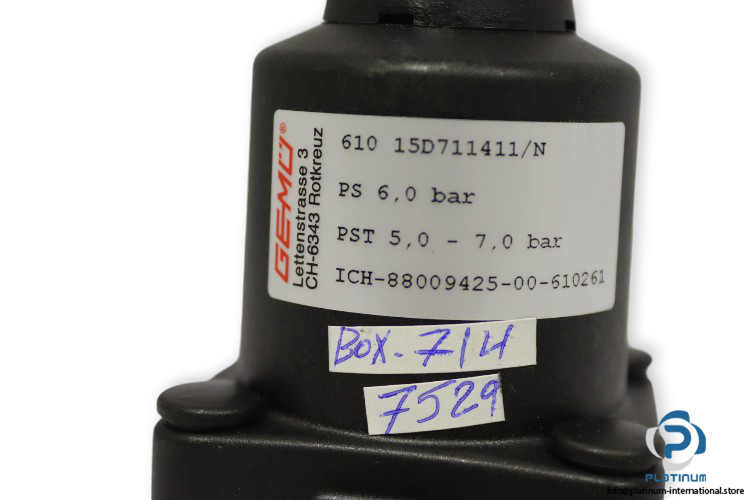 GEMÜ®
Lettenstrasse 3
CH-6343 Rotkreuz
610 15D711411/N
PS 6,0 bar
PST 5,0 - 7,0 bar
ICH-88009425-00-610261
Box-714
7529
PLATINUM
info@platinum-international.store